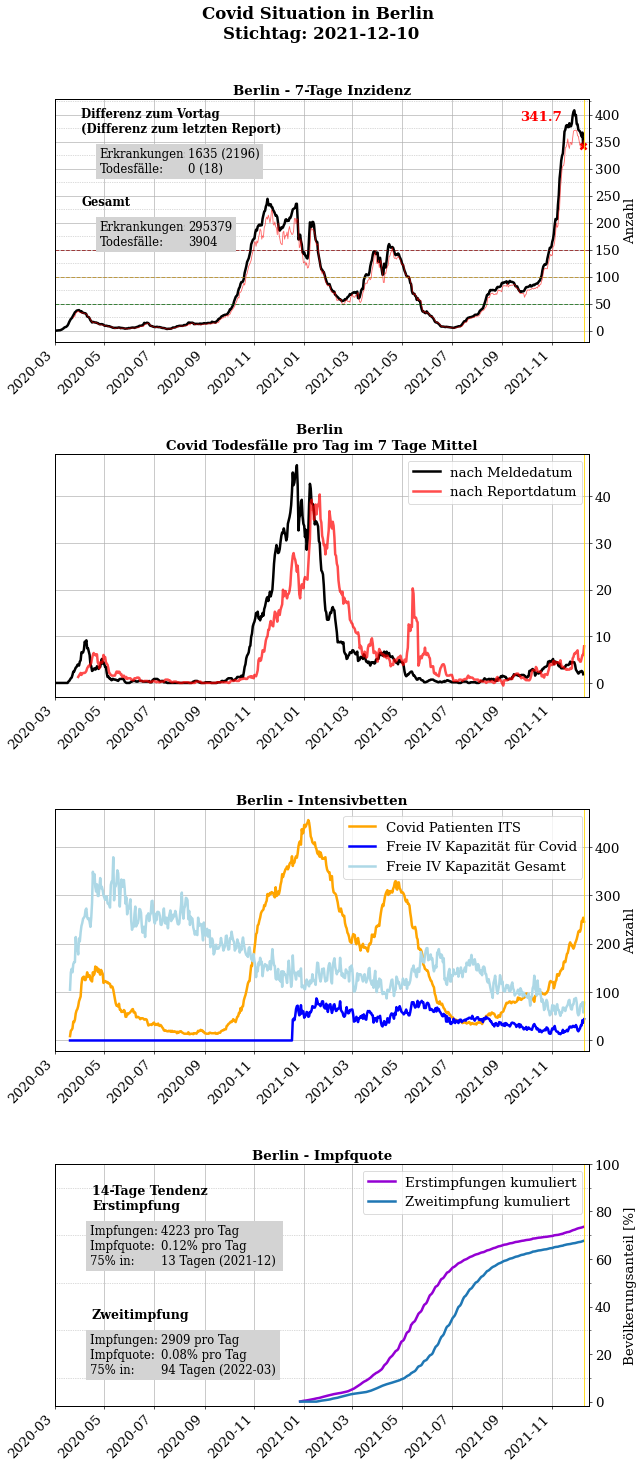 Covid Situation in Berlin
Stichtag: 2021-12-10
Berlin - 7-Tage Inzidenz
Differenz zum Vortag
(Differenz zum letzten Report)
Erkrankungen 1635 (2196)
Todesfälle: 0 (18)
Gesamt
Erkrankungen 295379
Todesfälle: 3904
341.7
400
350
300
250
200
150
100
50
0
Anzahl
2020-03
2020-05
2020-07
2020-09
2020-11
2021-01
2021-03
2021-05
2021-07
2021-09
2021-11
Berlin
Covid Todesfälle pro Tag im 7 Tage Mittel
nach Meldedatum
nach Reportdatum
40
30
20
10
0
2020-03
2020-05
2020-07
2020-09
2020-11
2021-01
2021-03
2021-05
2021-07
2021-09
2021-11
Berlin - Intensivbetten
Covid Patienten ITS
Freie IV Kapazität für Covid
Freie IV Kapazität Gesamt
400
300
200
100
0
Anzahl
2020-03
2020-05
2020-07
2020-09
2020-11
2021-01
2021-03
2021-05
2021-07
2021-09
2021-11
Berlin - Impfquote
14-Tage Tendenz
Erstimpfung
Impfungen: 4223 pro Tag
Impfquote: 0.12% pro Tag
75% in: 13 Tagen (2021-12)
Zweitimpfung
Impfungen: 2909 pro Tag
Impfquote: 0.08% pro Tag
75% in: 94 Tagen (2022-03)
Erstimpfungen kumuliert
Zweitimpfung kumuliert
100
80
60
40
20
0
Bevölkerungsanteil [%]
2020-03
2020-05
2020-07
2020-09
2020-11
2021-01
2021-03
2021-05
2021-07
2021-09
2021-11